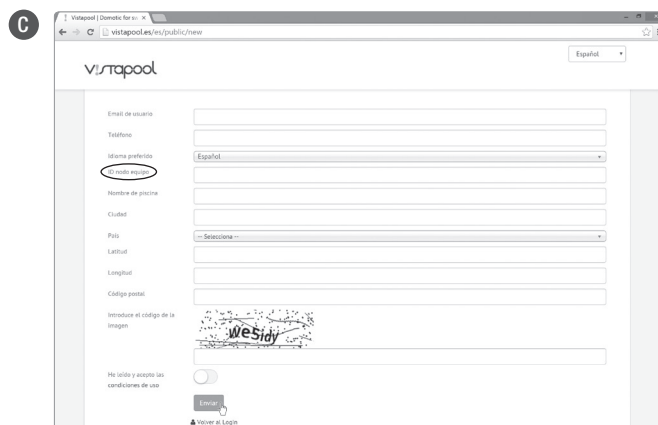 C
Vistapool | Domotic for sw
vistapool.es/es/public/new
Español
vistapool
Email de usuario
Teléfono
Idioma preferido
Español
ID nodo equipo
Nombre de piscina
Ciudad
País
-- Selecciona --
Latitud
Longitud
Código postal
Introduce el código de la
imagen
wesidy
He leído y acepto las
condiciones de uso
Enviar
Volver al Login